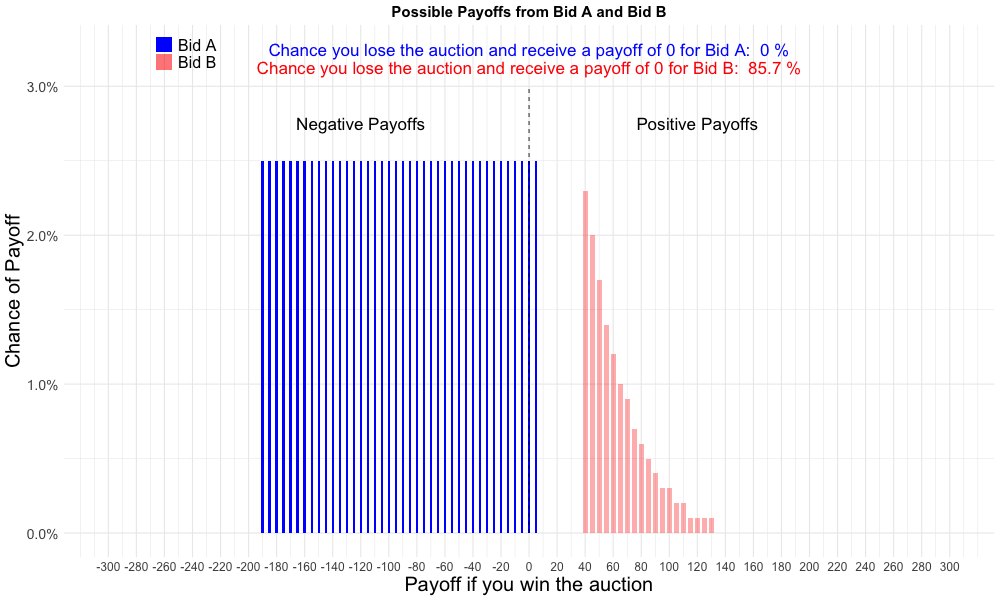 Possible Payoffs from Bid A and Bid B
Bid A
Bid B
Chance you lose the auction and receive a payoff of 0 for Bid A:  0 %
Chance you lose the auction and receive a payoff of 0 for Bid B:  85.7 %
3.0%
Negative Payoffs
Positive Payoffs
2.0%
Chance of Payoff
1.0%
0.0%
-300 -280 -260 -240 -220 -200 -180 -160 -140 -120 -100 -80 -60 -40 -20 0 20 40 60 80 100 120 140 160 180 200 220 240 260 280 300
Payoff if you win the auction